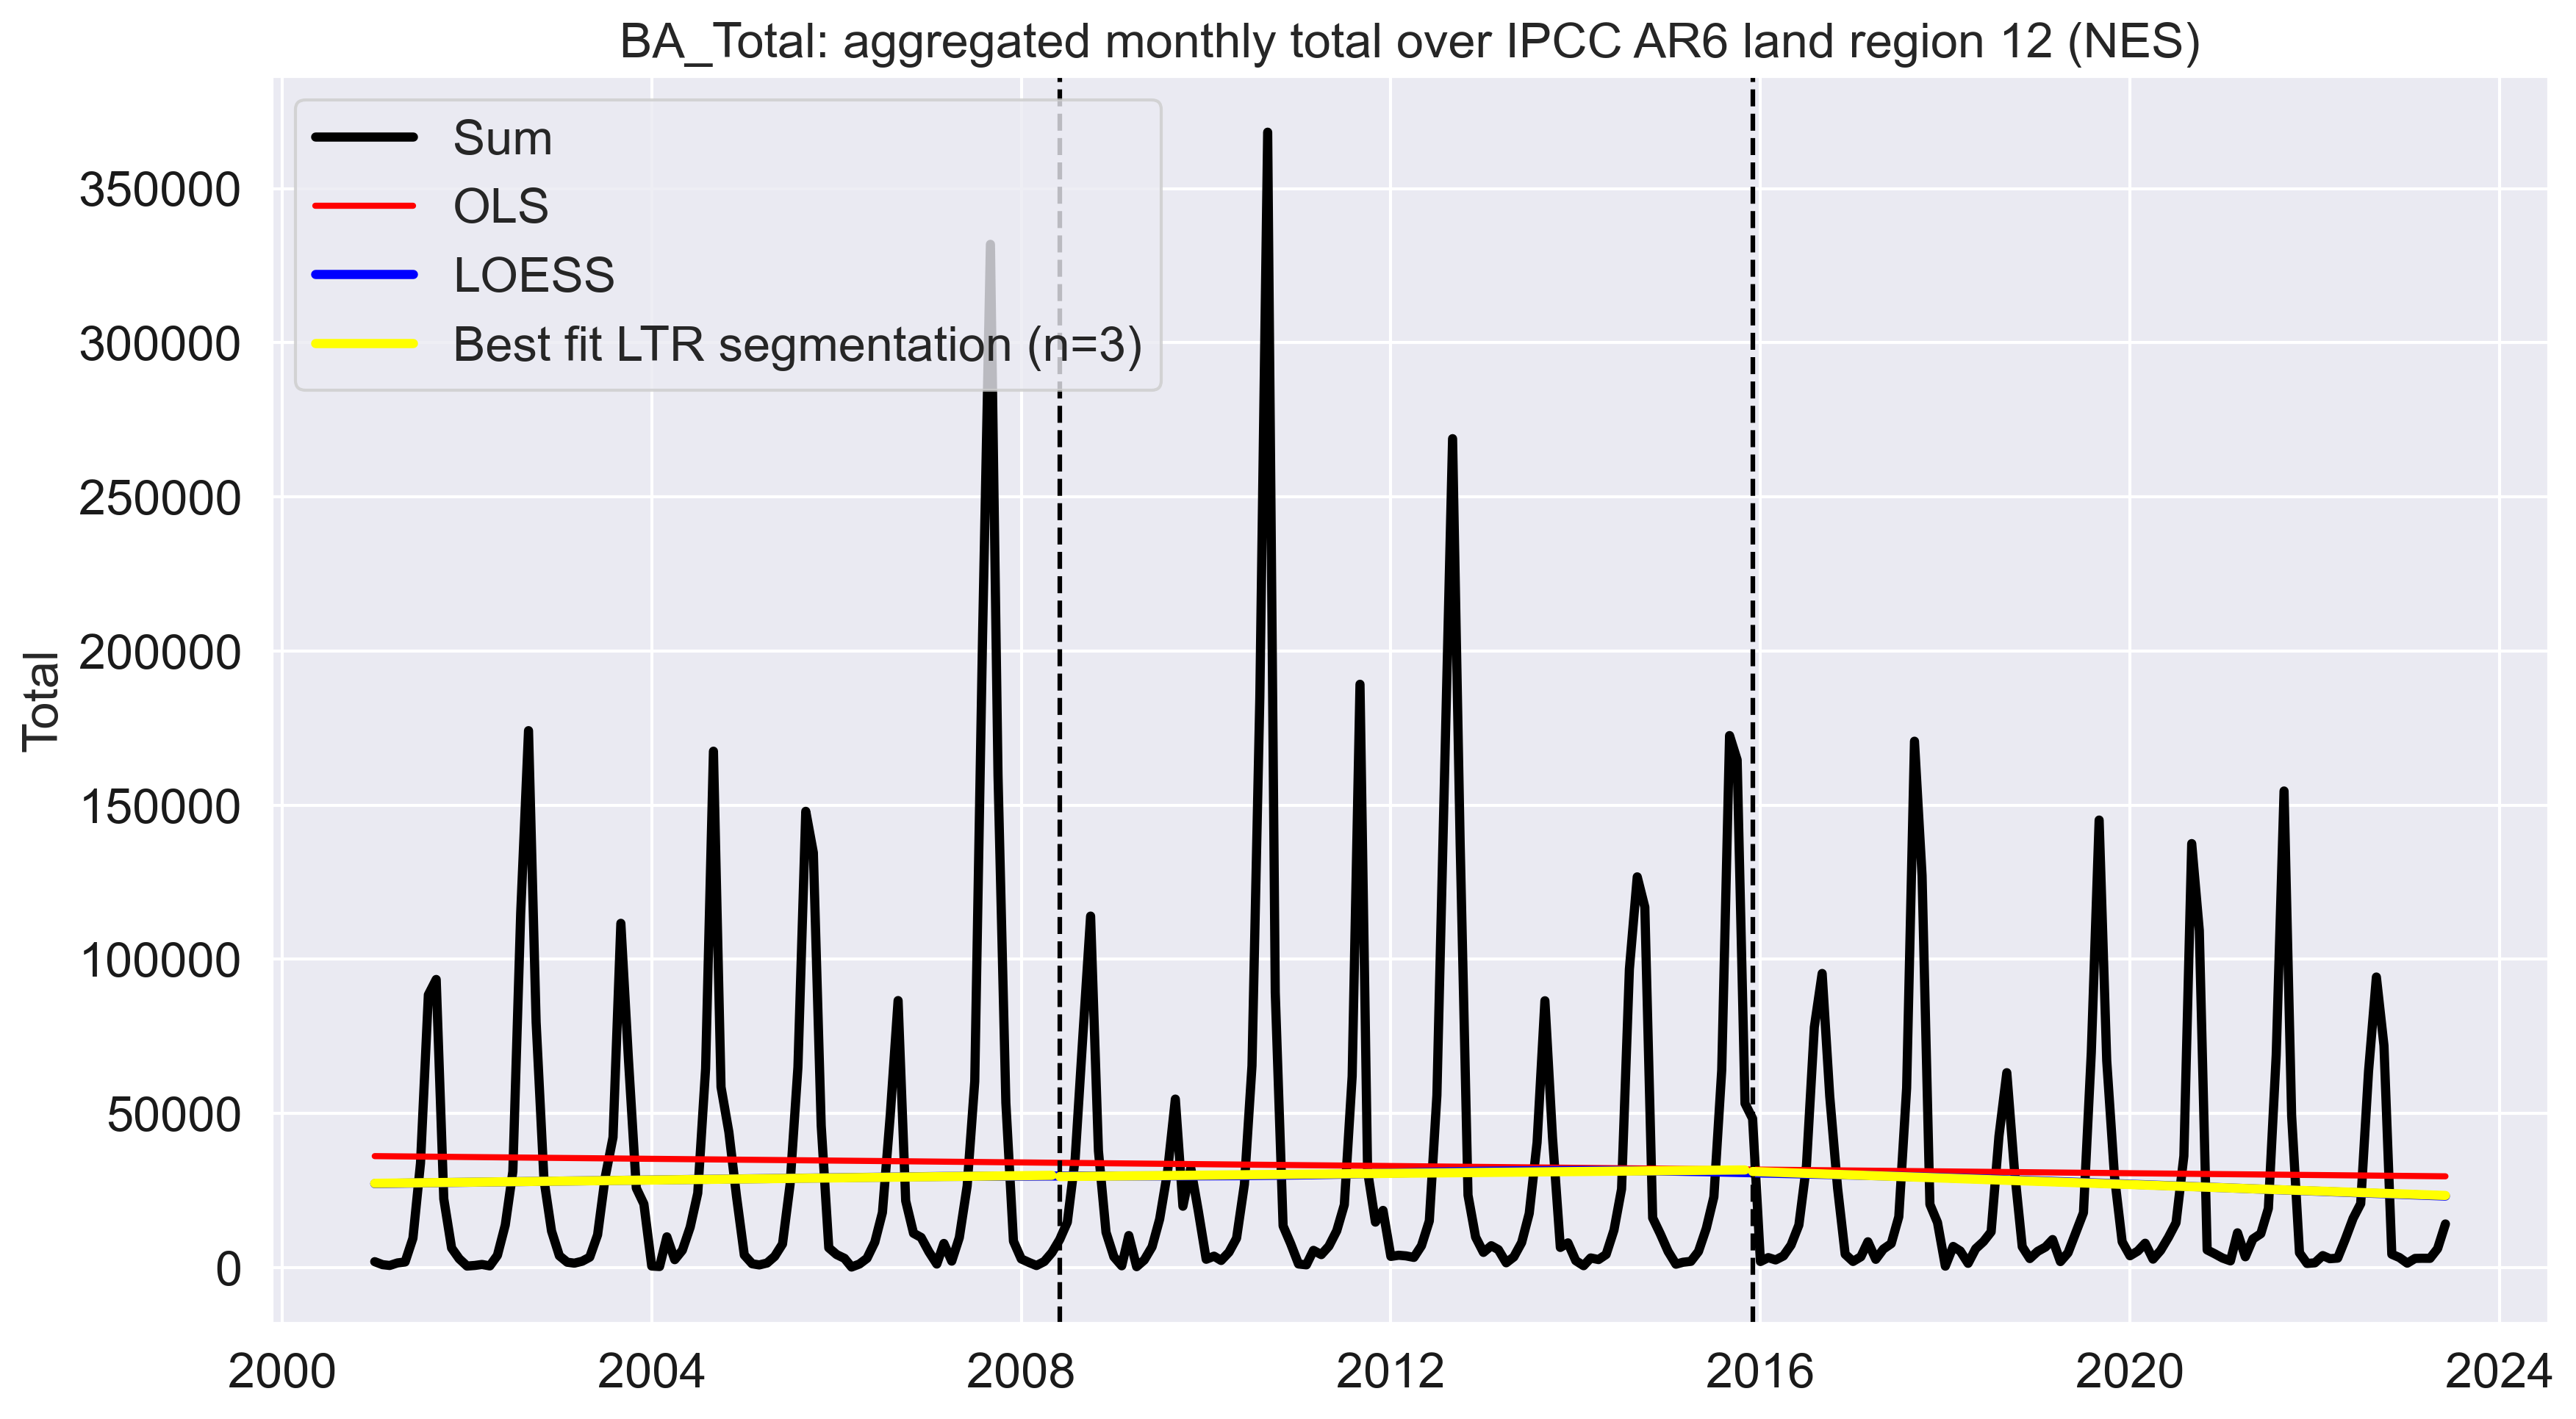 BA_Total: aggregated monthly total over IPCC AR6 land region 12 (NES)
Sum
OLS
LOESS
Best fit LTR segmentation (n=3)
Total
350000
300000
250000
200000
150000
100000
50000
0
2000 2004 2008 2012 2016 2020 2024